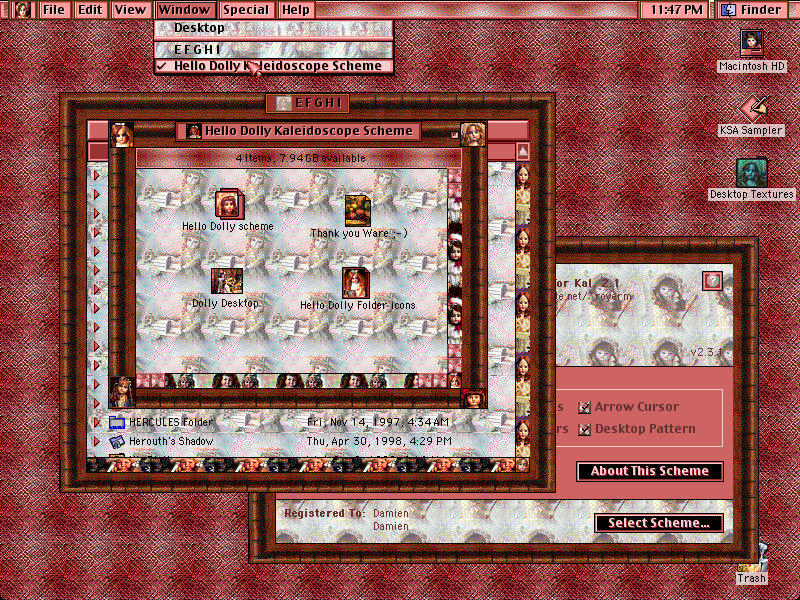 File Edit View Window Special Help 11:47 PM Finder
Desktop
E F G H I
Hello Dolly Kaleidoscope Scheme
Macintosh HD
KSA Sampler
Desktop Textures
E F G H I
Hello Dolly Kaleidoscope Scheme
4 items, 7.94 GB available
Hello Dolly scheme
Thank you Ware ;-)
Dolly Desktop
Hello Dolly Folder icons
HERCULES Folder Fri, Nov 14, 1997, 4:34 AM
Herouth's Shadow Thu, Apr 30, 1998, 4:29 PM
or Kal. 2.1
v2.3.
Arrow Cursor
Desktop Pattern
About This Scheme
Registered To: Damien
Damien
Select Scheme...
Trash